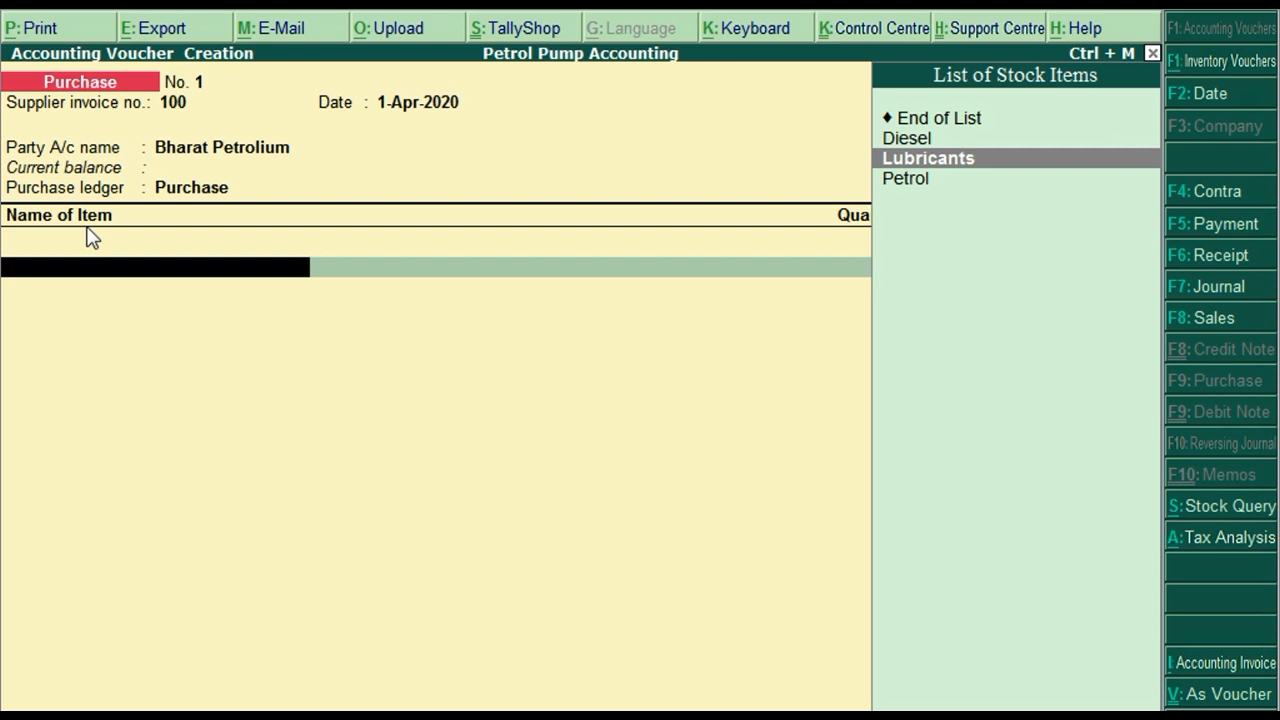 P: Print E: Export M: E-Mail O: Upload S: TallyShop G: Language K: Keyboard K: Control Centre H: Support Centre H: Help
Accounting Voucher Creation Petrol Pump Accounting Ctrl + M
Purchase No. 1
Supplier invoice no.: 100 Date : 1-Apr-2020
Party A/c name : Bharat Petrolium
Current balance :
Purchase ledger : Purchase
Name of Item Qua
List of Stock Items
♦ End of List
Diesel
Lubricants
Petrol
F1: Accounting Vouchers
F1: Inventory Vouchers
F2: Date
F3: Company
F4: Contra
F5: Payment
F6: Receipt
F7: Journal
F8: Sales
F8: Credit Note
F9: Purchase
F9: Debit Note
F10: Reversing Journal
F10: Memos
S: Stock Query
A: Tax Analysis
I: Accounting Invoice
V: As Voucher